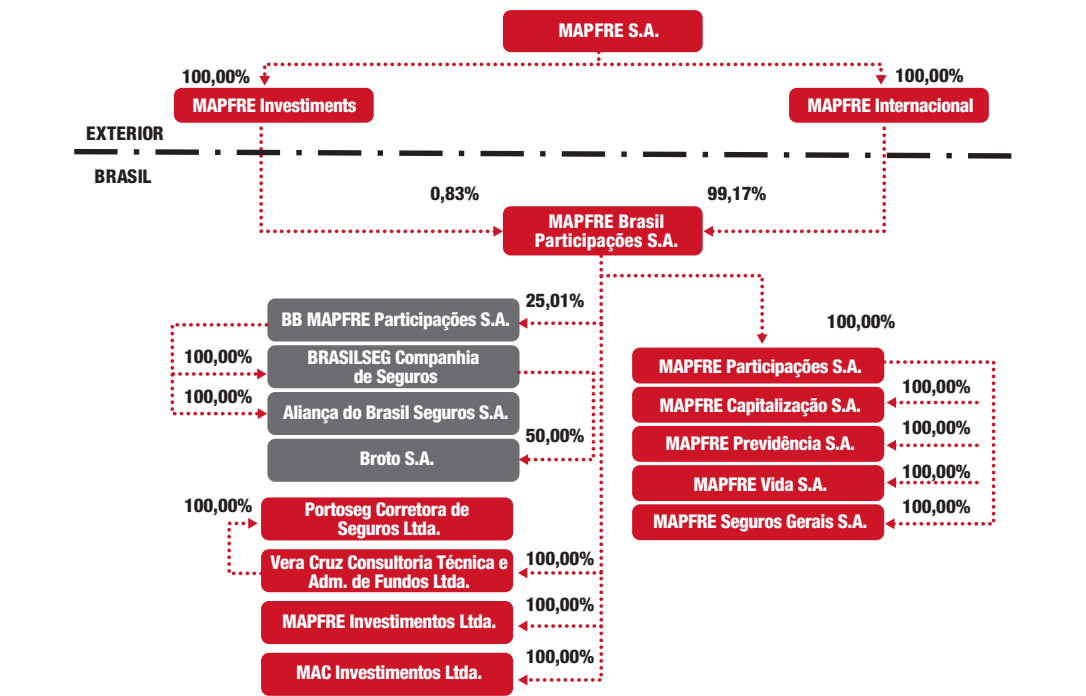 MAPFRE S.A.
100,00%
100,00%
MAPFRE Investiments
MAPFRE Internacional
EXTERIOR
BRASIL
0,83%
99,17%
MAPFRE Brasil
Participações S.A.
25,01%
BB MAPFRE Participações S.A.
100,00%
100,00%
BRASILSEG Companhia
de Seguros
100,00%
Aliança do Brasil Seguros S.A.
50,00%
Broto S.A.
MAPFRE Participações S.A.
100,00%
MAPFRE Capitalização S.A.
100,00%
MAPFRE Previdência S.A.
100,00%
MAPFRE Vida S.A.
100,00%
MAPFRE Seguros Gerais S.A.
100,00%
Portoseg Corretora de
Seguros Ltda.
Vera Cruz Consultoria Técnica e
Adm. de Fundos Ltda.
100,00%
MAPFRE Investimentos Ltda.
100,00%
MAC Investimentos Ltda.
100,00%